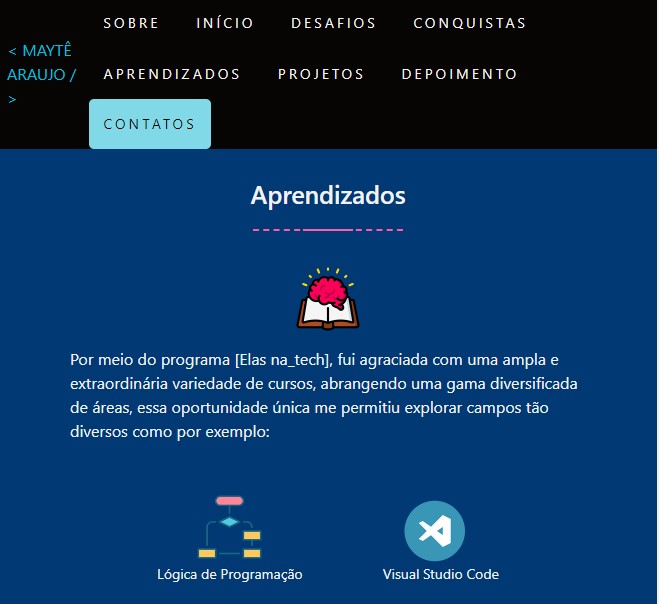 SOBRE INÍCIO DESAFIOS CONQUISTAS
< MAYTÊ
ARAUJO /
>
APRENDIZADOS PROJETOS DEPOIMENTO
CONTATOS
Aprendizados
Por meio do programa [Elas na_tech], fui agraciada com uma ampla e
extraordinária variedade de cursos, abrangendo uma gama diversificada
de áreas, essa oportunidade única me permitiu explorar campos tão
diversos como por exemplo:
Lógica de Programação
Visual Studio Code